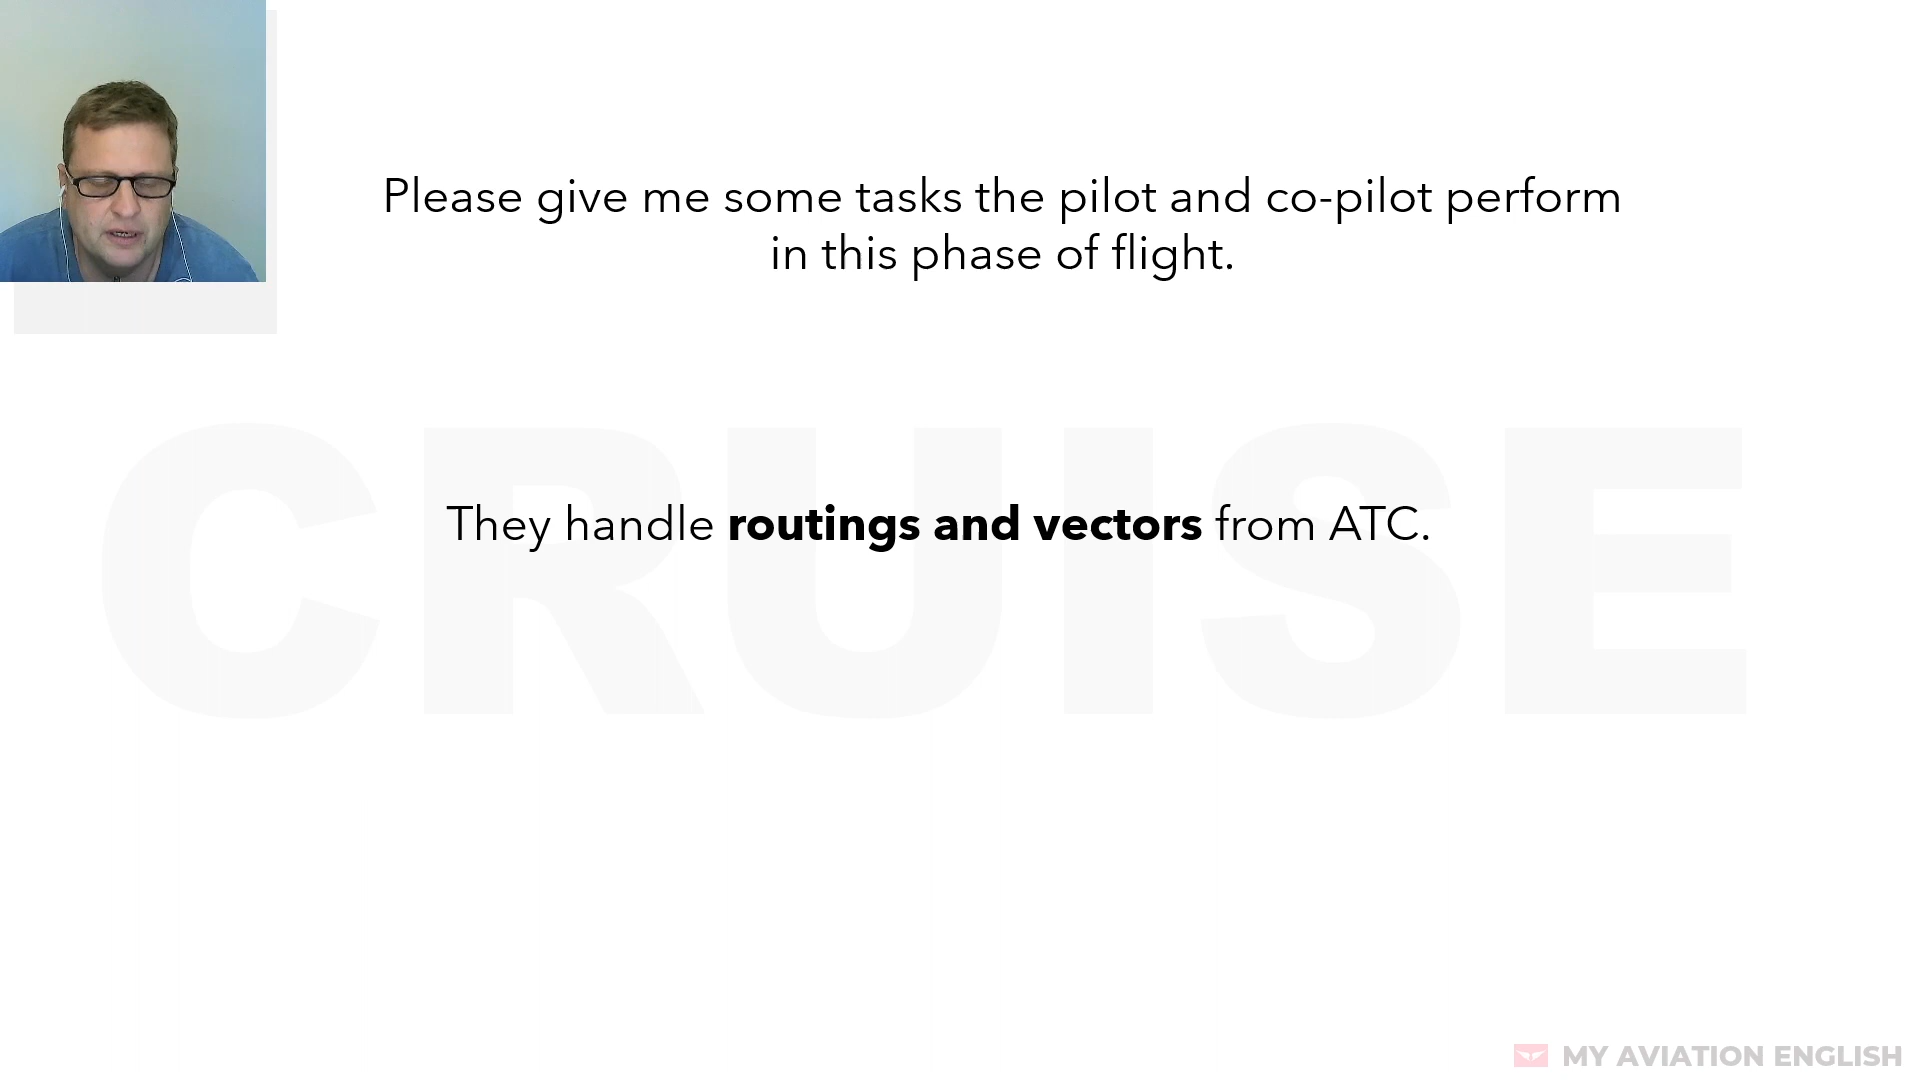 Please give me some tasks the pilot and co-pilot perform
in this phase of flight.
CRUISE
They handle routings and vectors from ATC.
MY AVIATION ENGLISH